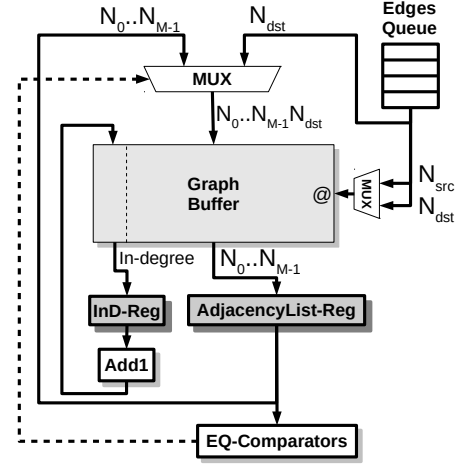 N0..NM-1
Ndst
Edges
Queue
MUX
N0..NM-1Ndst
Graph
Buffer
@
MUX
Nsrc
Ndst
In-degree
N0..NM-1
InD-Reg
AdjacencyList-Reg
Add1
EQ-Comparators